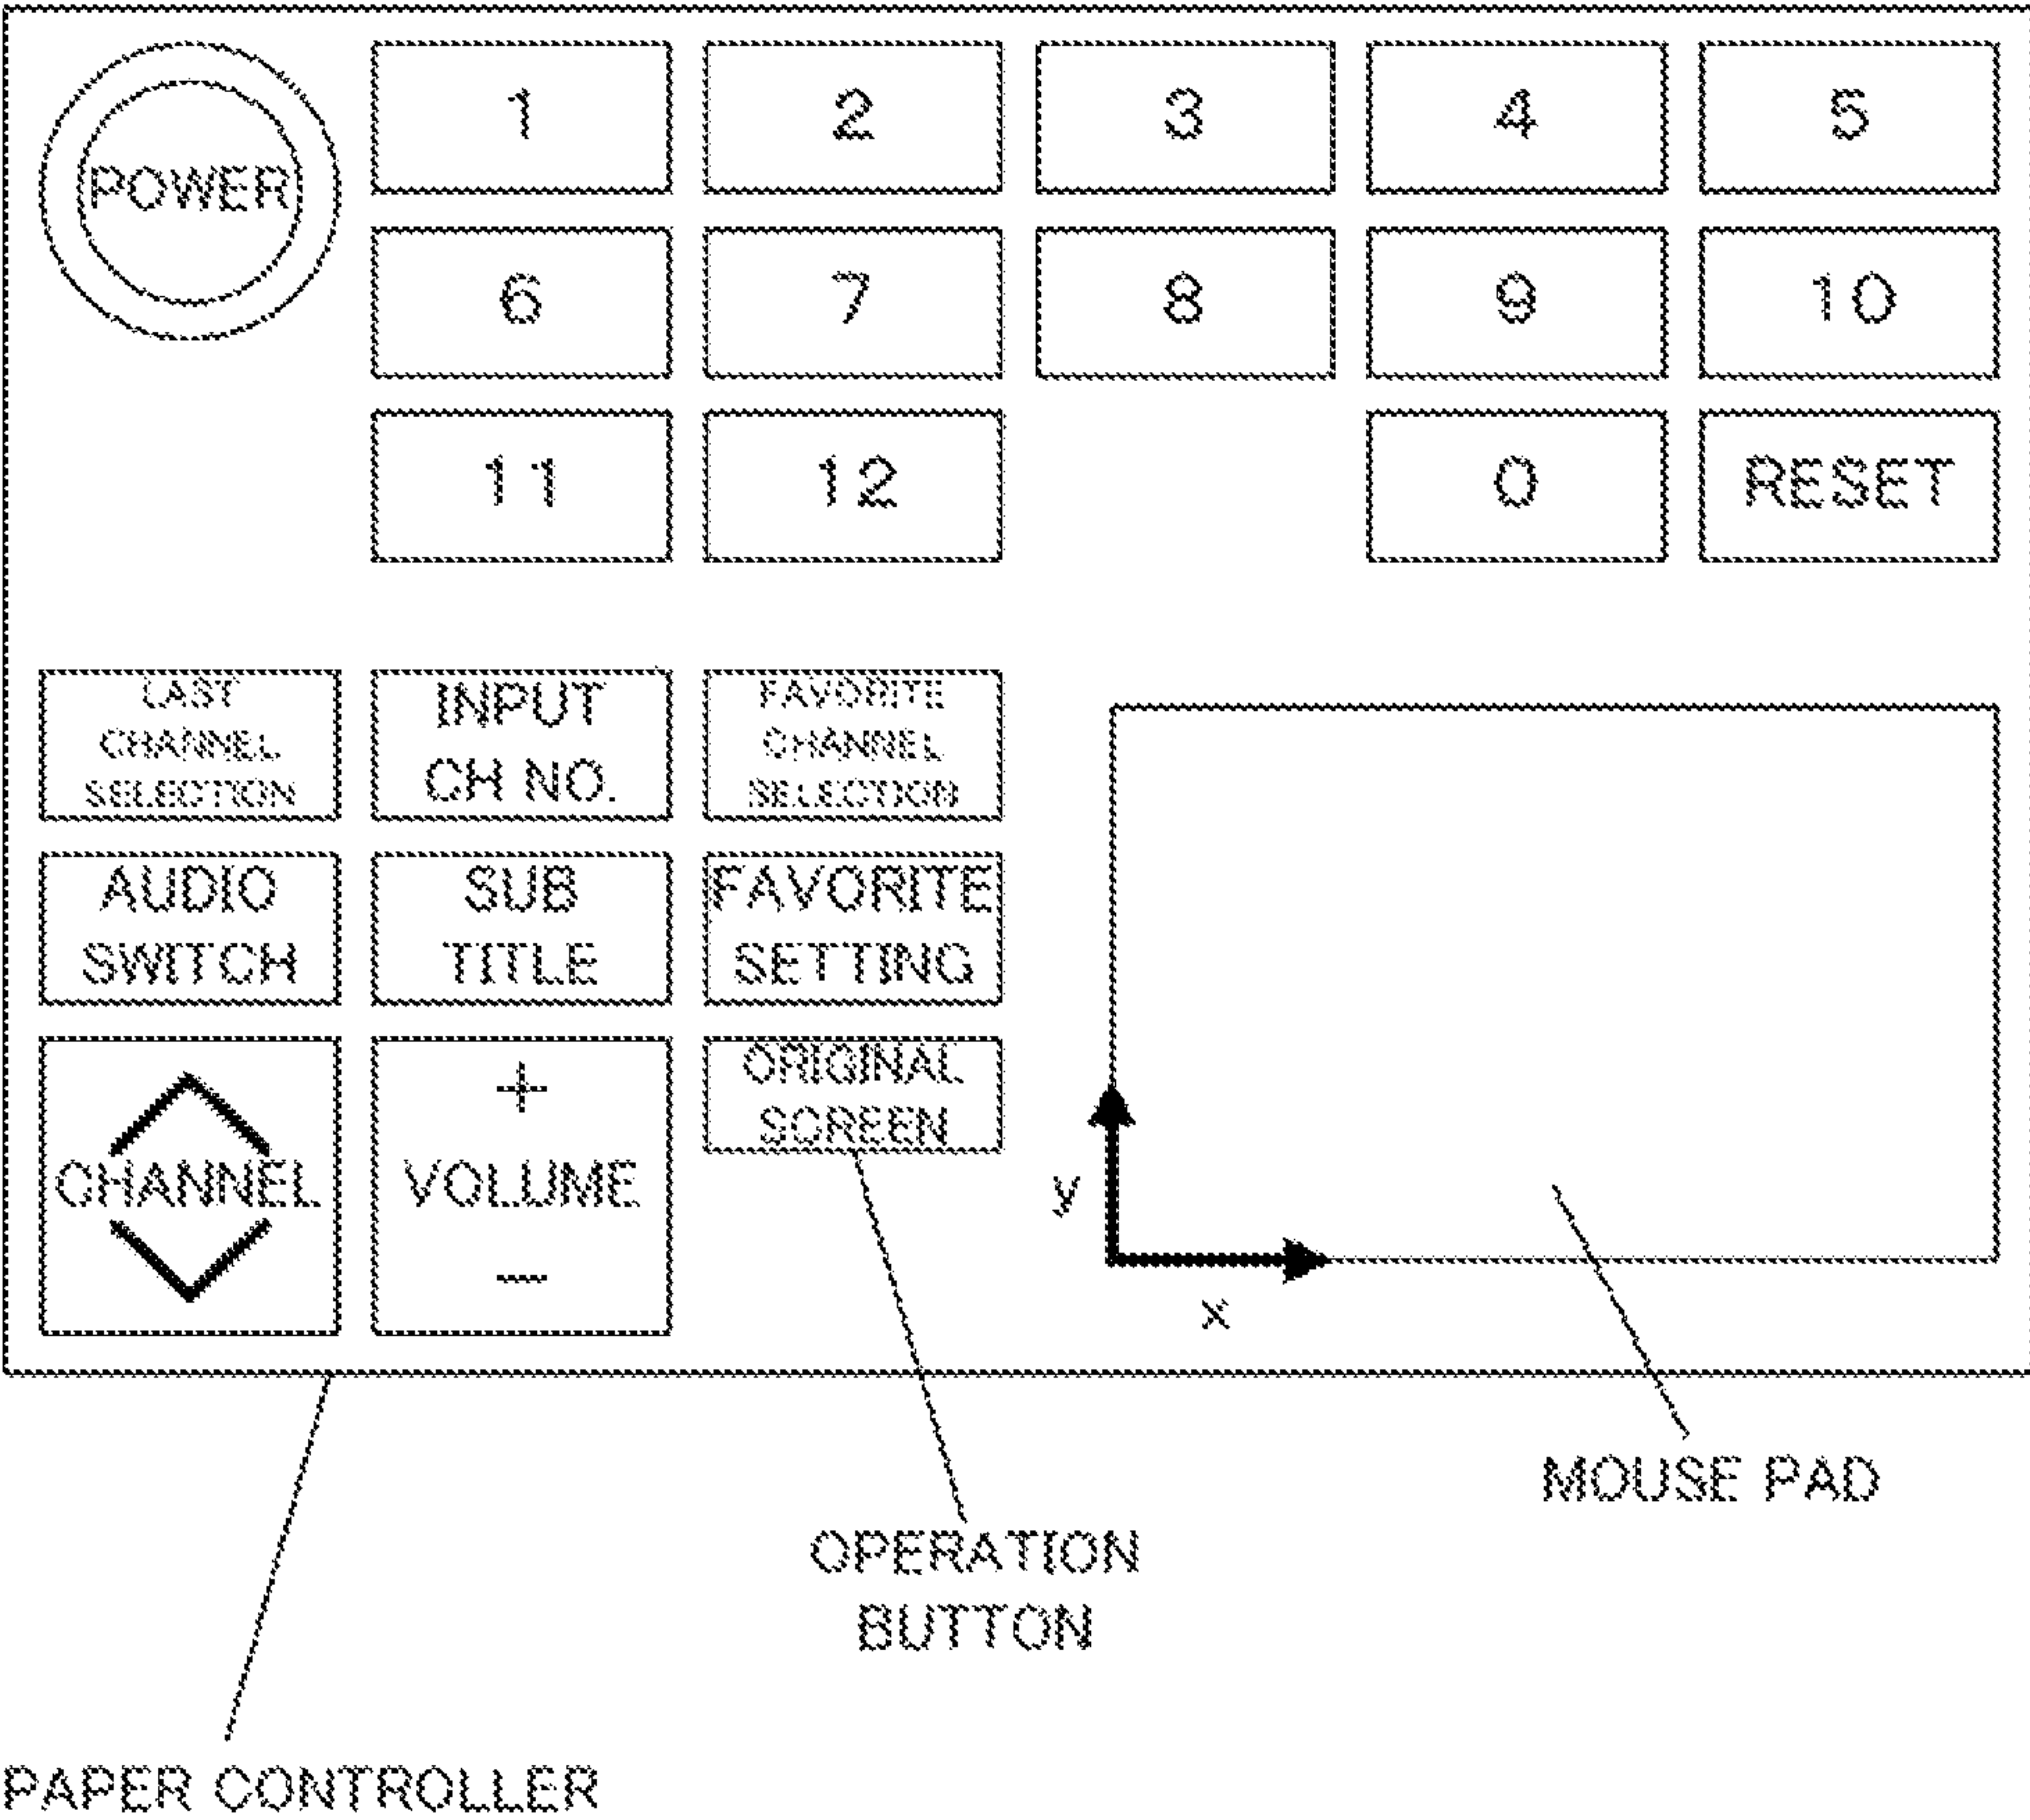 POWER
1
2
3
4
5
6
7
8
9
10
11
12
0
RESET
LAST
CHANNEL
SELECTION
INPUT
CH NO.
FAVORITE
CHANNEL
SELECTION
AUDIO
SWITCH
SUB
TITLE
FAVORITE
SETTING
CHANNEL
+
VOLUME
−
ORIGINAL
SCREEN
y
x
MOUSE PAD
OPERATION
BUTTON
PAPER CONTROLLER